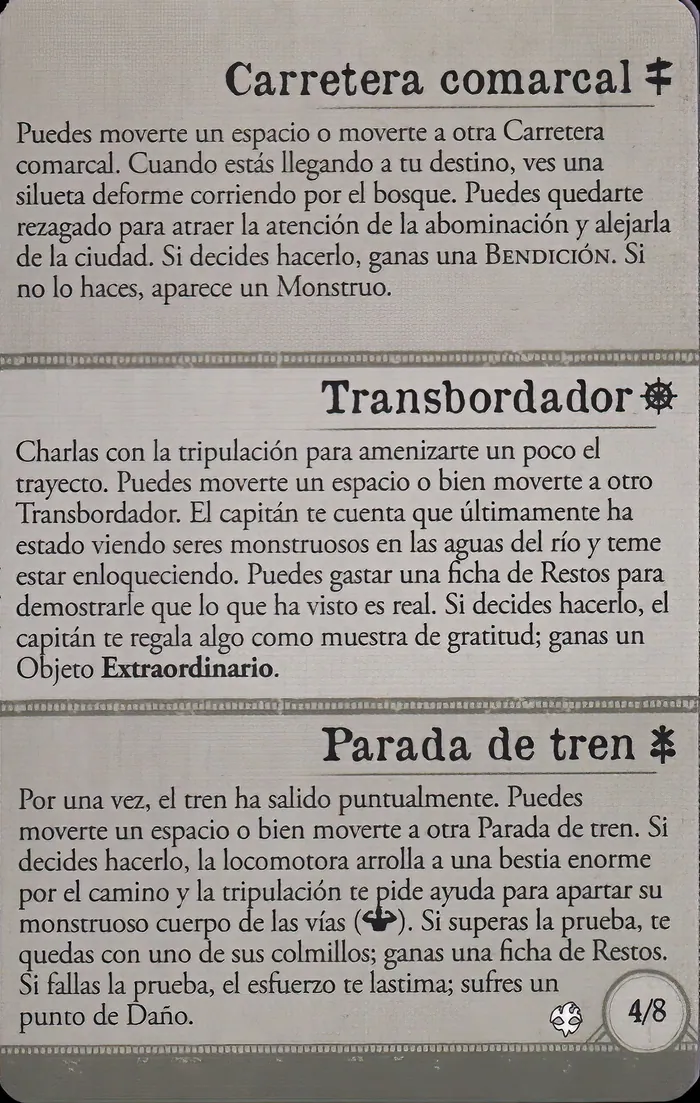 Carretera comarcal
Puedes moverte un espacio o moverte a otra Carretera
comarcal. Cuando estás llegando a tu destino, ves una
silueta deforme corriendo por el bosque. Puedes quedarte
rezagado para atraer la atención de la abominación y alejarla
de la ciudad. Si decides hacerlo, ganas una BENDICIÓN. Si
no lo haces, aparece un Monstruo.
Transbordador
Charlas con la tripulación para amenizarte un poco el
trayecto. Puedes moverte un espacio o bien moverte a otro
Transbordador. El capitán te cuenta que últimamente ha
estado viendo seres monstruosos en las aguas del río y teme
estar enloqueciendo. Puedes gastar una ficha de Restos para
demostrarle que lo que ha visto es real. Si decides hacerlo, el
capitán te regala algo como muestra de gratitud; ganas un
Objeto Extraordinario.
Parada de tren
Por una vez, el tren ha salido puntualmente. Puedes
moverte un espacio o bien moverte a otra Parada de tren. Si
decides hacerlo, la locomotora arrolla a una bestia enorme
por el camino y la tripulación te pide ayuda para apartar su
monstruoso cuerpo de las vías (). Si superas la prueba, te
quedas con uno de sus colmillos; ganas una ficha de Restos.
Si fallas la prueba, el esfuerzo te lastima; sufres un
punto de Daño.
4/8